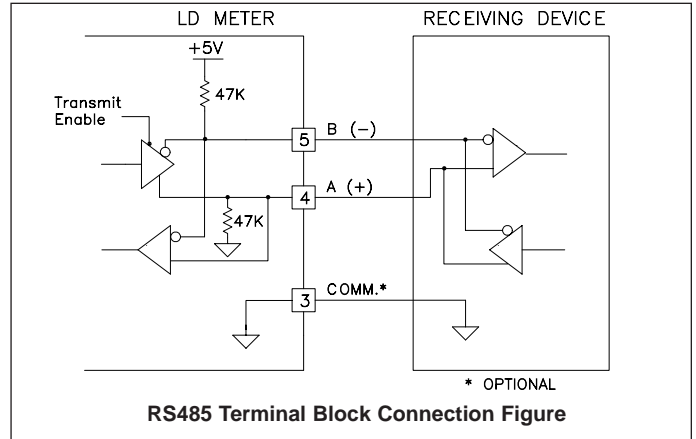 LD METER
RECEIVING DEVICE
+5V
47K
Transmit
Enable
5
B (-)
4
A (+)
47K
3
COMM.*
* OPTIONAL
RS485 Terminal Block Connection Figure